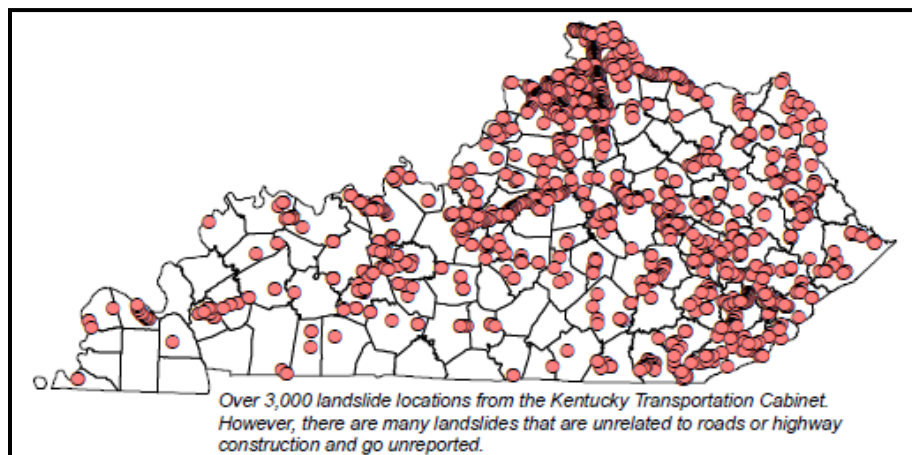 Over 3,000 landslide locations from the Kentucky Transportation Cabinet.
However, there are many landslides that are unrelated to roads or highway
construction and go unreported.